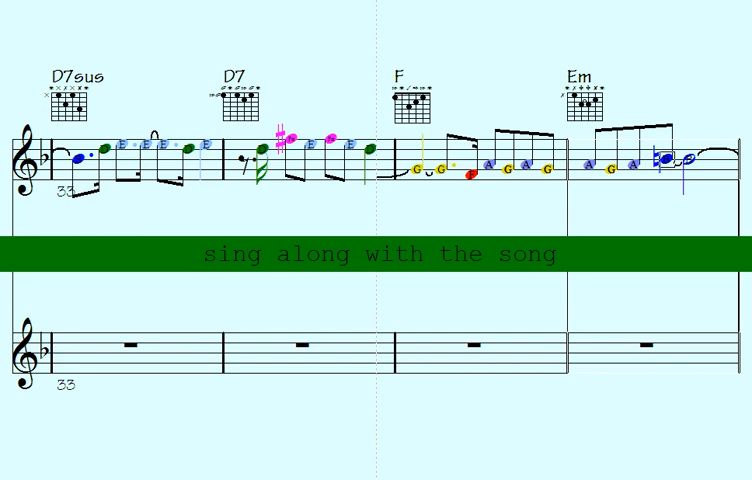 D7sus D7 F Em
E E E E E E G G F A G A G A G A B
33
sing along with the song
33